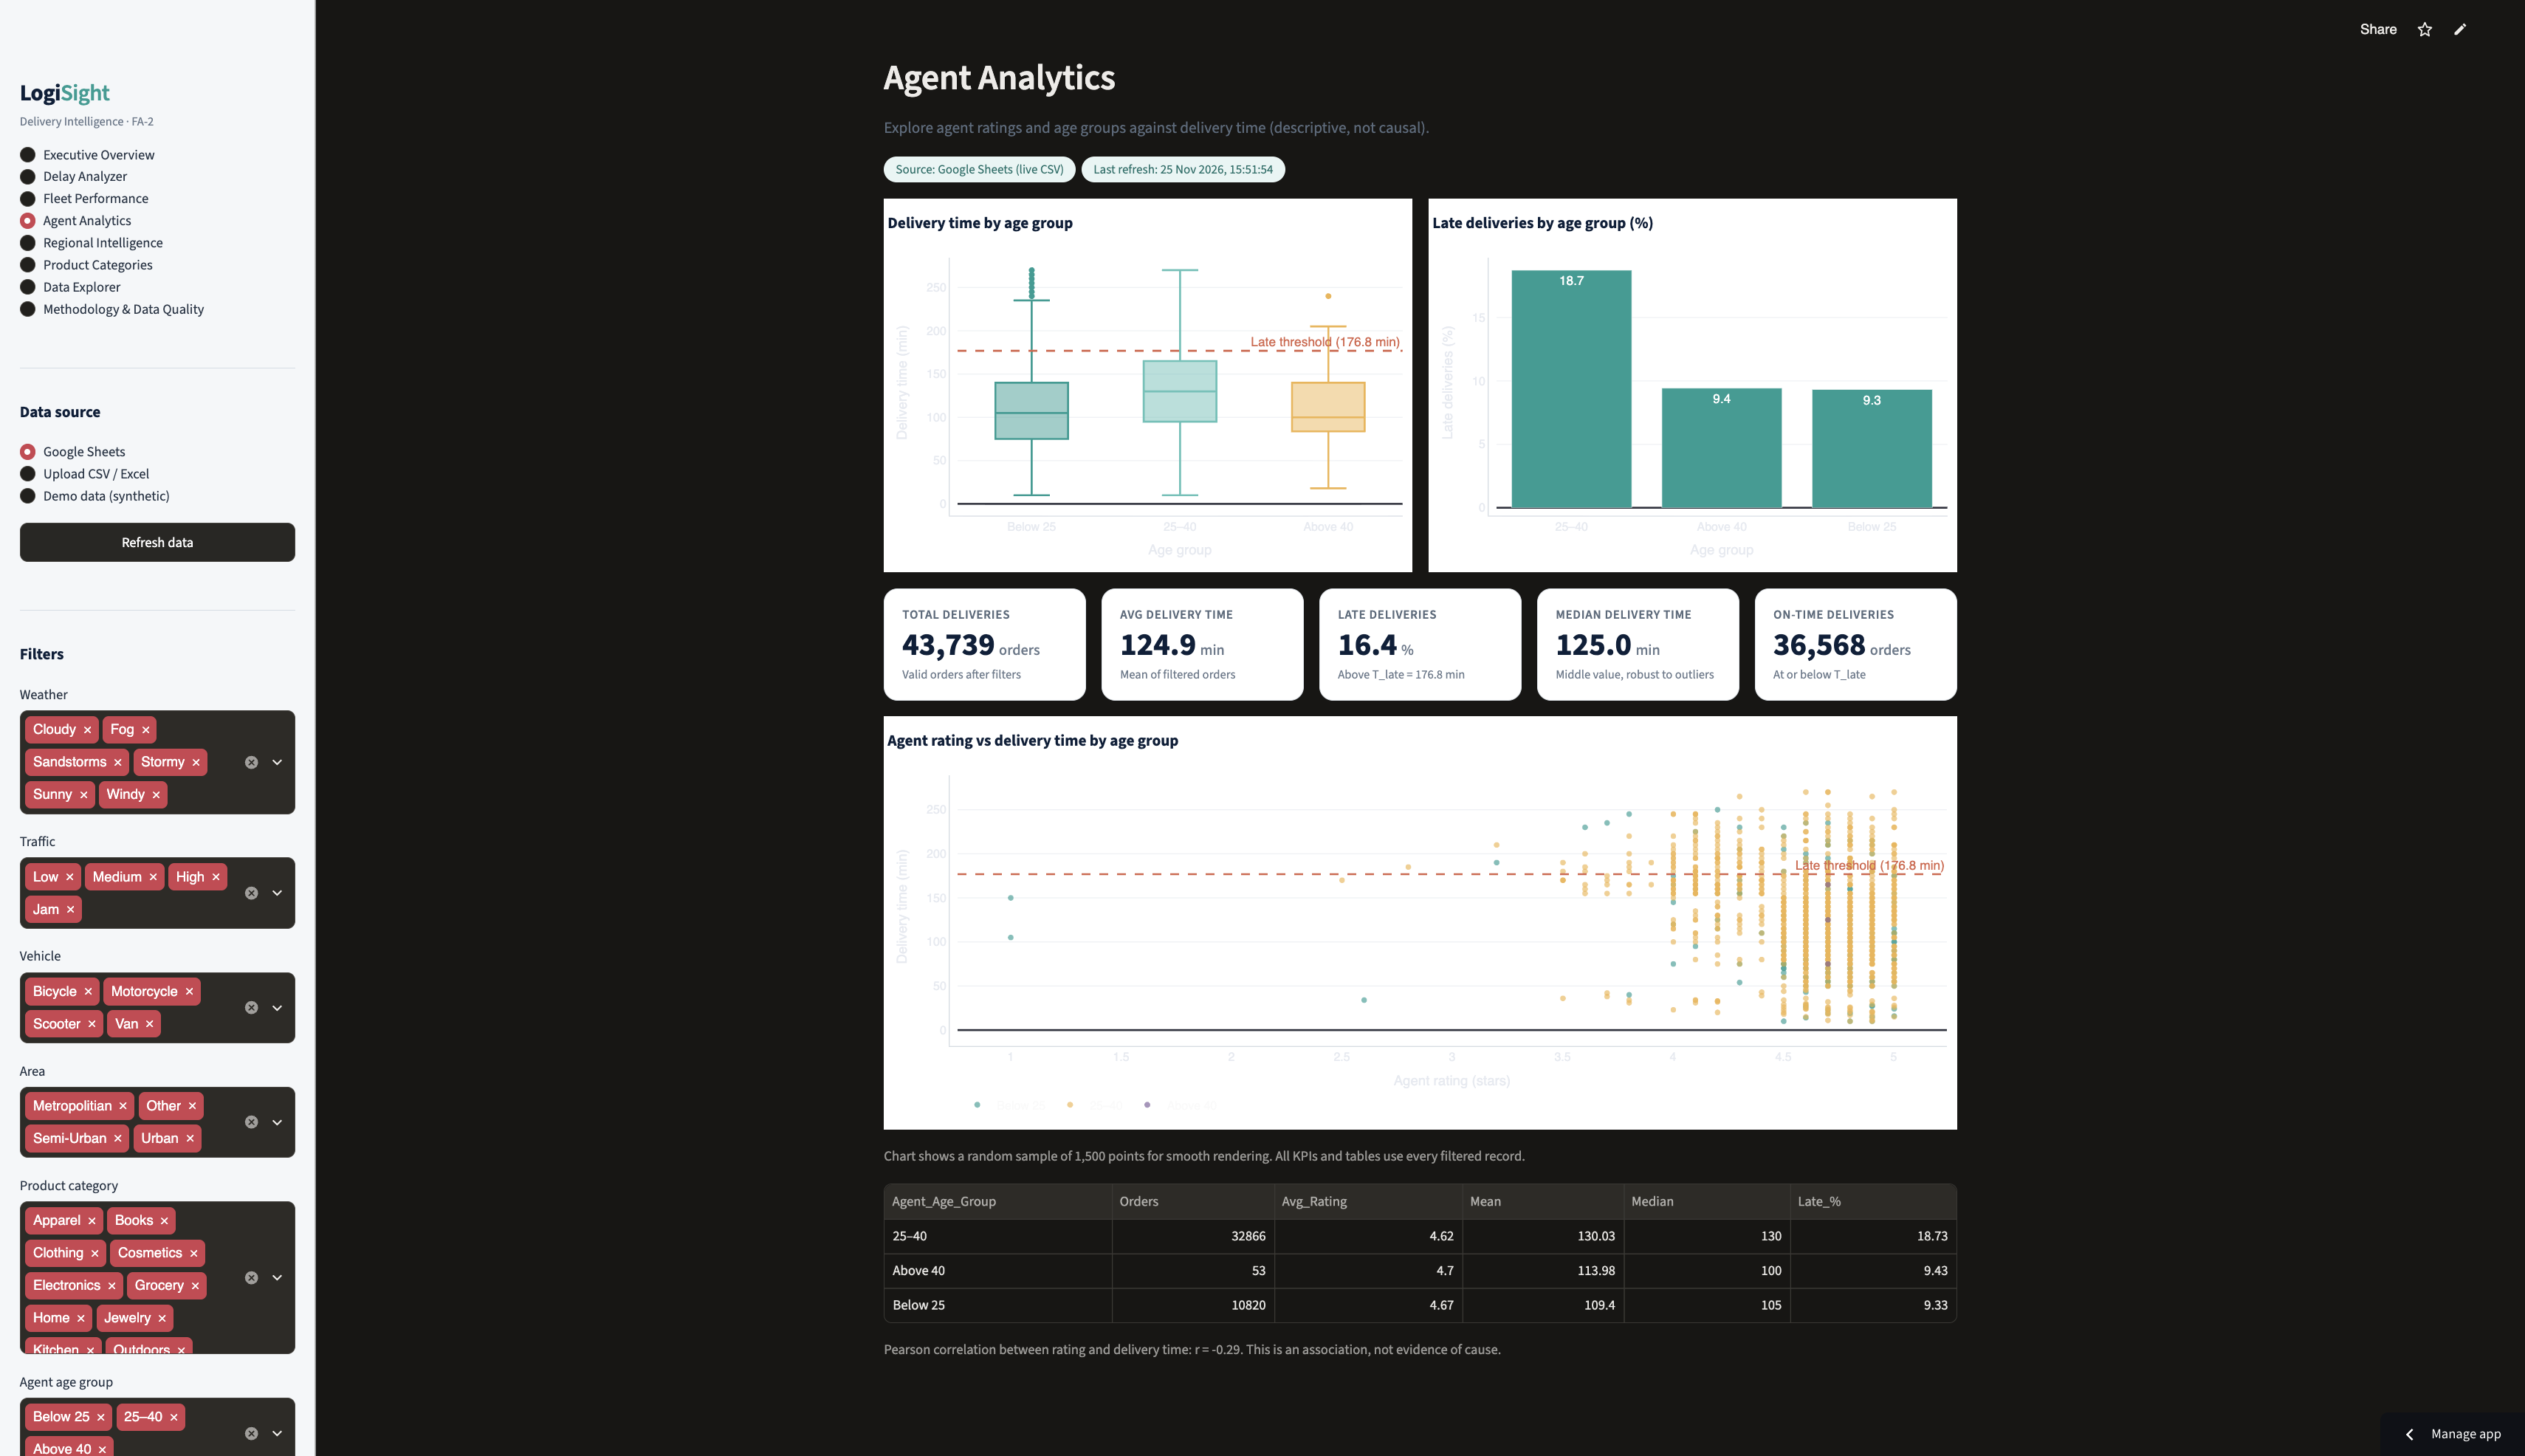 Share
LogiSight
Delivery Intelligence · FA-2
Executive Overview
Delay Analyzer
Fleet Performance
Agent Analytics
Regional Intelligence
Product Categories
Data Explorer
Methodology & Data Quality
Data source
Google Sheets
Upload CSV / Excel
Demo data (synthetic)
Refresh data
Filters
Weather
Cloudy × Fog ×
Sandstorms × Stormy ×
Sunny × Windy ×
Traffic
Low × Medium × High ×
Jam ×
Vehicle
Bicycle × Motorcycle ×
Scooter × Van ×
Area
Metropolitian × Other ×
Semi-Urban × Urban ×
Product category
Apparel × Books ×
Clothing × Cosmetics ×
Electronics × Grocery ×
Home × Jewelry ×
Kitchen × Outdoors ×
Agent age group
Below 25 × 25–40 ×
Above 40 ×
Agent Analytics
Explore agent ratings and age groups against delivery time (descriptive, not causal).
Source: Google Sheets (live CSV) Last refresh: 25 Nov 2026, 15:51:54
Delivery time by age group
Delivery time (min)
250
200
150
100
50
0
Late threshold (176.8 min)
Below 25 25–40 Above 40
Age group
Late deliveries by age group (%)
Late deliveries (%)
15
10
5
0
18.7
9.4
9.3
25–40 Above 40 Below 25
Age group
TOTAL DELIVERIES
43,739 orders
Valid orders after filters
AVG DELIVERY TIME
124.9 min
Mean of filtered orders
LATE DELIVERIES
16.4 %
Above T_late = 176.8 min
MEDIAN DELIVERY TIME
125.0 min
Middle value, robust to outliers
ON-TIME DELIVERIES
36,568 orders
At or below T_late
Agent rating vs delivery time by age group
Delivery time (min)
250
200
150
100
50
0
Late threshold (176.8 min)
1 1.5 2 2.5 3 3.5 4 4.5 5
Agent rating (stars)
Below 25 25–40 Above 40
Chart shows a random sample of 1,500 points for smooth rendering. All KPIs and tables use every filtered record.
Agent_Age_Group Orders Avg_Rating Mean Median Late_%
25–40 32866 4.62 130.03 130 18.73
Above 40 53 4.7 113.98 100 9.43
Below 25 10820 4.67 109.4 105 9.33
Pearson correlation between rating and delivery time: r = -0.29. This is an association, not evidence of cause.
Manage app